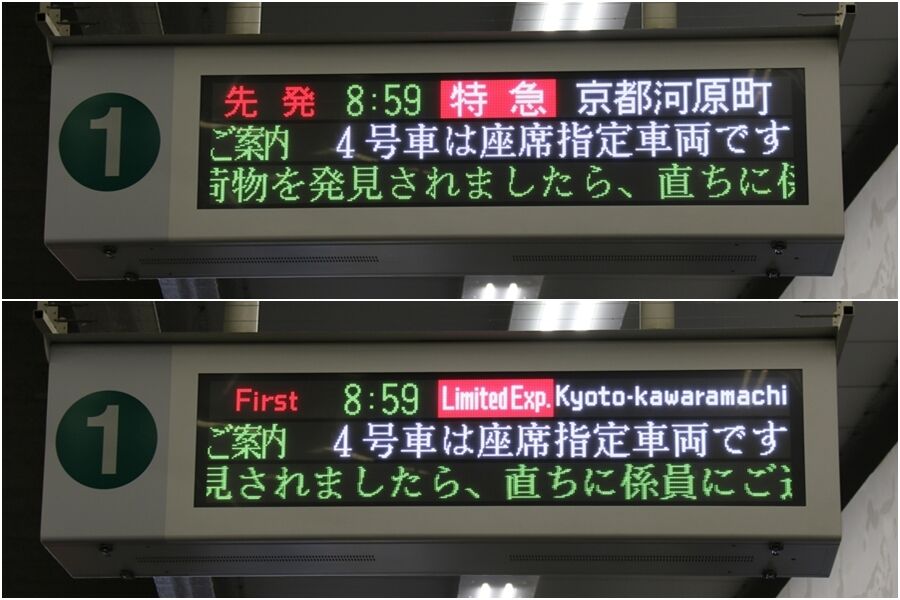 1
先発 8:59 特急 京都河原町
ご案内 4号車は座席指定車両です
荷物を発見されましたら、直ちに係
1
First 8:59 Limited Exp. Kyoto-kawaramachi
ご案内 4号車は座席指定車両です
見されましたら、直ちに係員にご